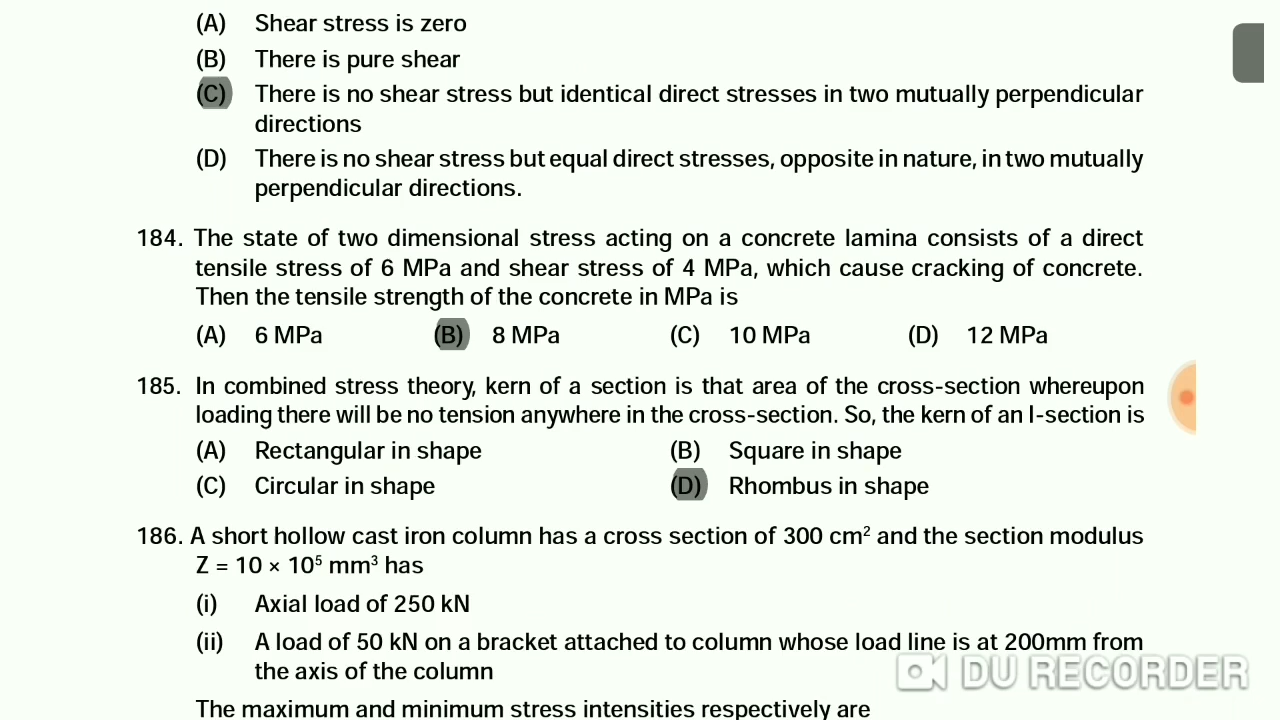 (A) Shear stress is zero
(B) There is pure shear
(C) There is no shear stress but identical direct stresses in two mutually perpendicular
directions
(D) There is no shear stress but equal direct stresses, opposite in nature, in two mutually
perpendicular directions.
184. The state of two dimensional stress acting on a concrete lamina consists of a direct
tensile stress of 6 MPa and shear stress of 4 MPa, which cause cracking of concrete.
Then the tensile strength of the concrete in MPa is
(A) 6 MPa (B) 8 MPa (C) 10 MPa (D) 12 MPa
185. In combined stress theory, kern of a section is that area of the cross-section whereupon
loading there will be no tension anywhere in the cross-section. So, the kern of an I-section is
(A) Rectangular in shape (B) Square in shape
(C) Circular in shape (D) Rhombus in shape
186. A short hollow cast iron column has a cross section of 300 cm² and the section modulus
Z = 10 × 10⁵ mm³ has
(i) Axial load of 250 kN
(ii) A load of 50 kN on a bracket attached to column whose load line is at 200mm from
the axis of the column
DU RECORDER
The maximum and minimum stress intensities respectively are